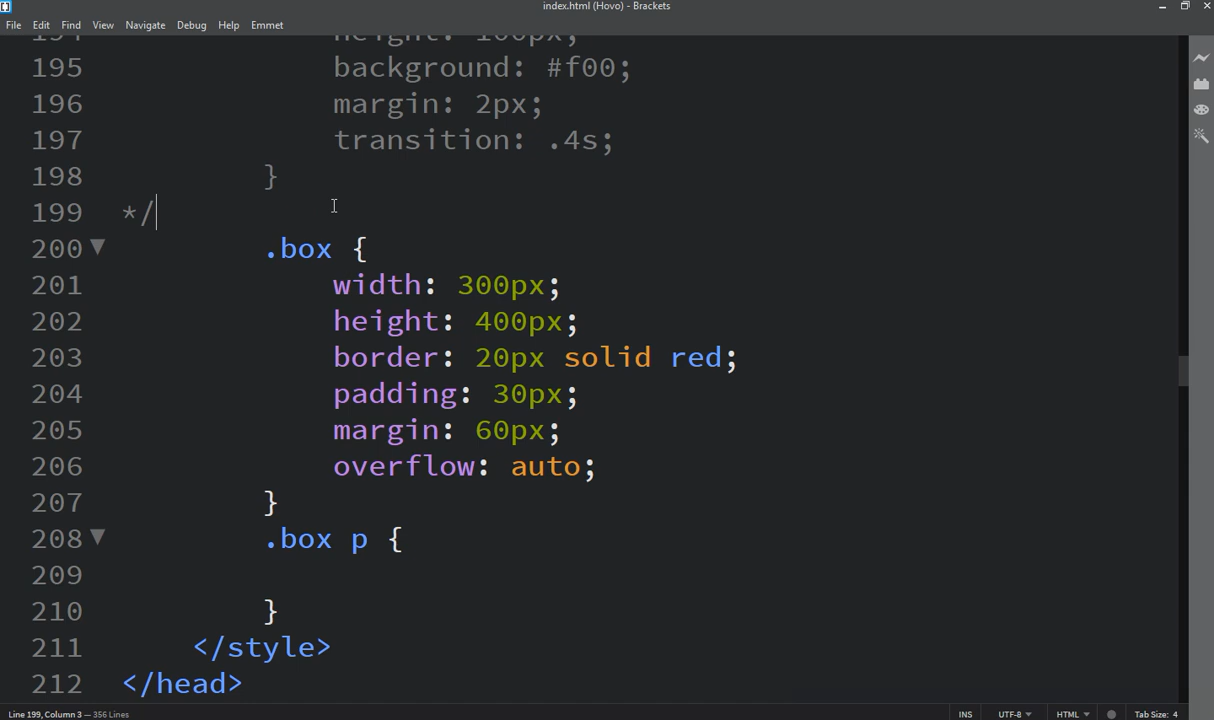 index.html (Hovo) - Brackets
File Edit Find View Navigate Debug Help Emmet
194 height: 100px;
195 background: #f00;
196 margin: 2px;
197 transition: .4s;
198 }
199 */
200 .box {
201 width: 300px;
202 height: 400px;
203 border: 20px solid red;
204 padding: 30px;
205 margin: 60px;
206 overflow: auto;
207 }
208 .box p {
209
210 }
211 </style>
212 </head>
Line 199, Column 3 — 356 Lines INS UTF-8 HTML Tab Size: 4